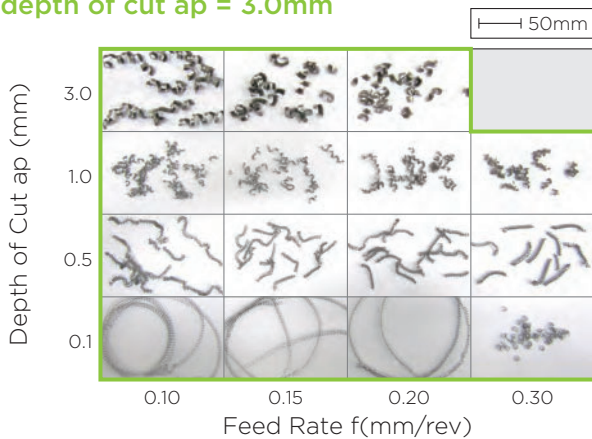 depth of cut ap = 3.0mm
50mm
Depth of Cut ap (mm)
3.0
1.0
0.5
0.1
0.10 0.15 0.20 0.30
Feed Rate f(mm/rev)